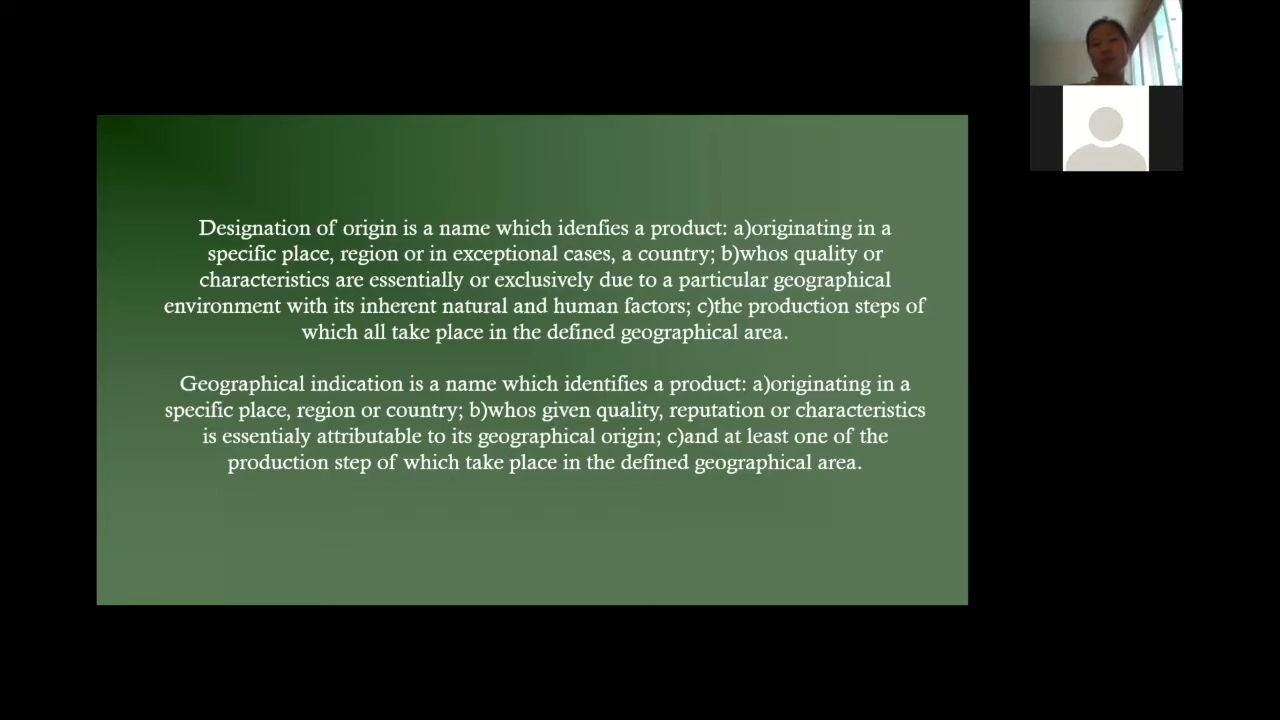 Designation of origin is a name which idenfies a product: a)originating in a
specific place, region or in exceptional cases, a country; b)whos quality or
characteristics are essentially or exclusively due to a particular geographical
environment with its inherent natural and human factors; c)the production steps of
which all take place in the defined geographical area.
Geographical indication is a name which identifies a product: a)originating in a
specific place, region or country; b)whos given quality, reputation or characteristics
is essentialy attributable to its geographical origin; c)and at least one of the
production step of which take place in the defined geographical area.